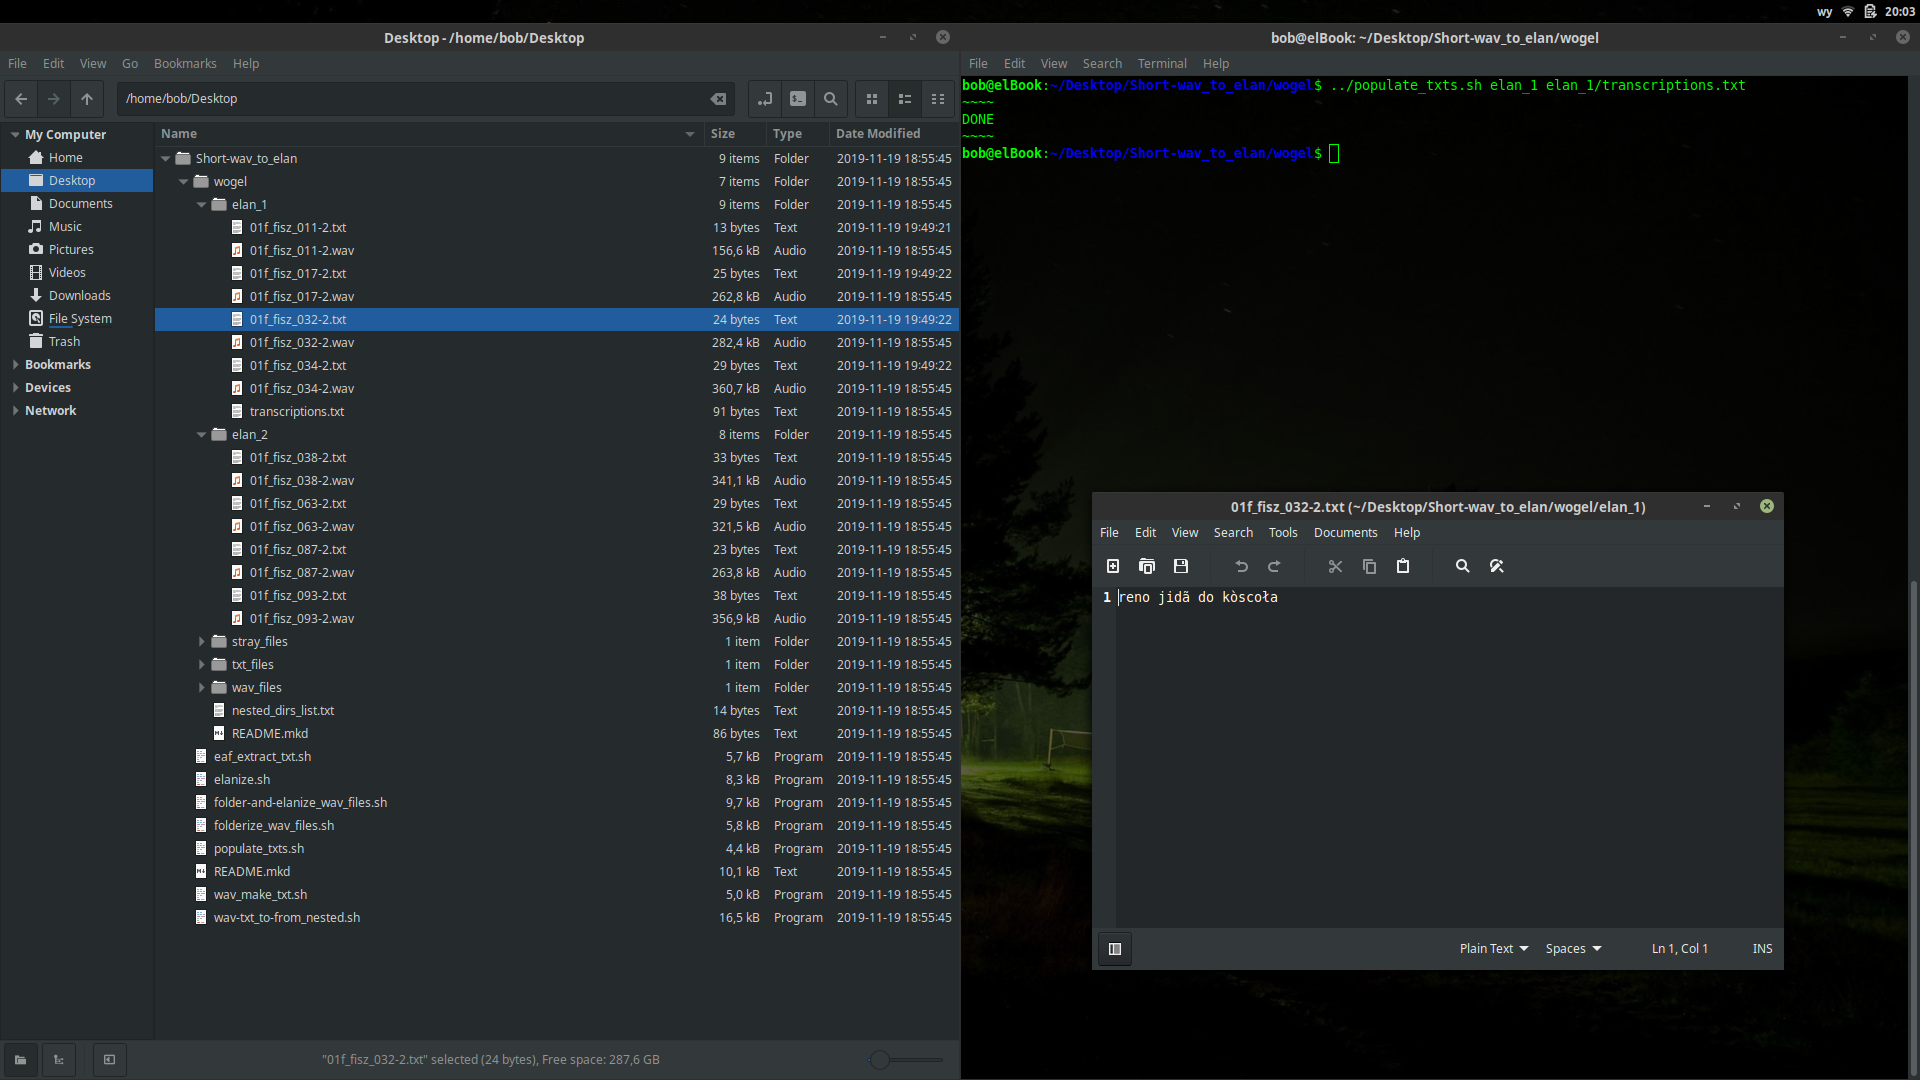 wy 20:03
Desktop - /home/bob/Desktop
File Edit View Go Bookmarks Help
/home/bob/Desktop
My Computer
Home
Desktop
Documents
Music
Pictures
Videos
Downloads
File System
Trash
Bookmarks
Devices
Network
Name Size Type Date Modified
Short-wav_to_elan 9 items Folder 2019-11-19 18:55:45
wogel 7 items Folder 2019-11-19 18:55:45
elan_1 9 items Folder 2019-11-19 18:55:45
01f_fisz_011-2.txt 13 bytes Text 2019-11-19 19:49:21
01f_fisz_011-2.wav 156,6 kB Audio 2019-11-19 18:55:45
01f_fisz_017-2.txt 25 bytes Text 2019-11-19 19:49:22
01f_fisz_017-2.wav 262,8 kB Audio 2019-11-19 18:55:45
01f_fisz_032-2.txt 24 bytes Text 2019-11-19 19:49:22
01f_fisz_032-2.wav 282,4 kB Audio 2019-11-19 18:55:45
01f_fisz_034-2.txt 29 bytes Text 2019-11-19 19:49:22
01f_fisz_034-2.wav 360,7 kB Audio 2019-11-19 18:55:45
transcriptions.txt 91 bytes Text 2019-11-19 18:55:45
elan_2 8 items Folder 2019-11-19 18:55:45
01f_fisz_038-2.txt 33 bytes Text 2019-11-19 18:55:45
01f_fisz_038-2.wav 341,1 kB Audio 2019-11-19 18:55:45
01f_fisz_063-2.txt 29 bytes Text 2019-11-19 18:55:45
01f_fisz_063-2.wav 321,5 kB Audio 2019-11-19 18:55:45
01f_fisz_087-2.txt 23 bytes Text 2019-11-19 18:55:45
01f_fisz_087-2.wav 263,8 kB Audio 2019-11-19 18:55:45
01f_fisz_093-2.txt 38 bytes Text 2019-11-19 18:55:45
01f_fisz_093-2.wav 356,9 kB Audio 2019-11-19 18:55:45
stray_files 1 item Folder 2019-11-19 18:55:45
txt_files 1 item Folder 2019-11-19 18:55:45
wav_files 1 item Folder 2019-11-19 18:55:45
nested_dirs_list.txt 14 bytes Text 2019-11-19 18:55:45
README.mkd 86 bytes Text 2019-11-19 18:55:45
eaf_extract_txt.sh 5,7 kB Program 2019-11-19 18:55:45
elanize.sh 8,3 kB Program 2019-11-19 18:55:45
folder-and-elanize_wav_files.sh 9,7 kB Program 2019-11-19 18:55:45
folderize_wav_files.sh 5,8 kB Program 2019-11-19 18:55:45
populate_txts.sh 4,4 kB Program 2019-11-19 18:55:45
README.mkd 10,1 kB Text 2019-11-19 18:55:45
wav_make_txt.sh 5,0 kB Program 2019-11-19 18:55:45
wav-txt_to-from_nested.sh 16,5 kB Program 2019-11-19 18:55:45
"01f_fisz_032-2.txt" selected (24 bytes), Free space: 287,6 GB
bob@elBook: ~/Desktop/Short-wav_to_elan/wogel
File Edit View Search Terminal Help
bob@elBook:~/Desktop/Short-wav_to_elan/wogel$ ../populate_txts.sh elan_1 elan_1/transcriptions.txt
~~~~
DONE
~~~~
bob@elBook:~/Desktop/Short-wav_to_elan/wogel$
01f_fisz_032-2.txt (~/Desktop/Short-wav_to_elan/wogel/elan_1)
File Edit View Search Tools Documents Help
1 reno jidã do kòscoła
Plain Text Spaces Ln 1, Col 1 INS